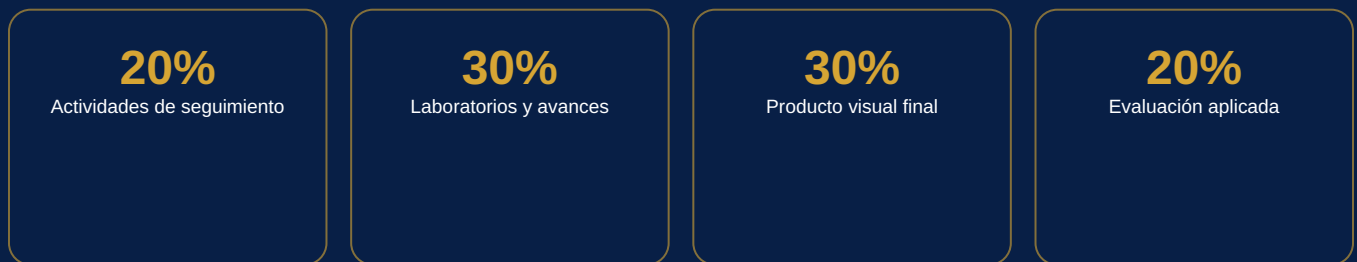 20%
Actividades de seguimiento
30%
Laboratorios y avances
30%
Producto visual final
20%
Evaluación aplicada